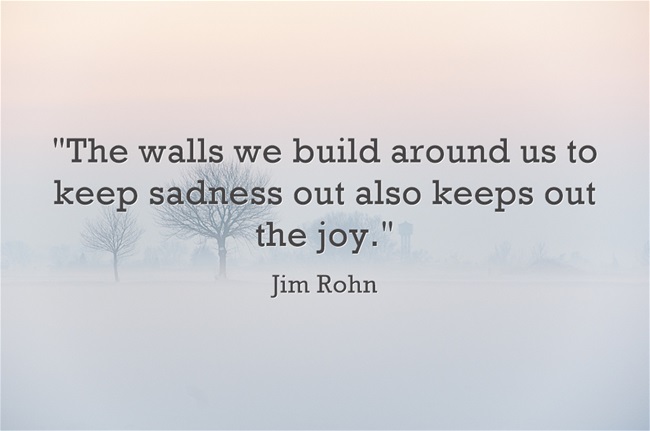 "The walls we build around us to
keep sadness out also keeps out
the joy."
Jim Rohn